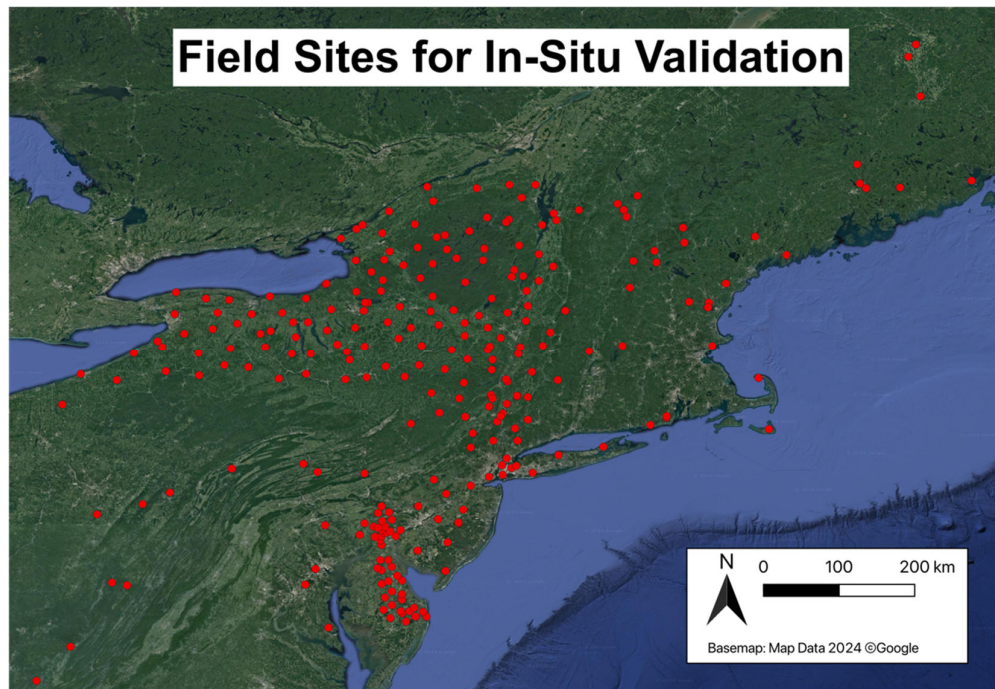 Field Sites for In-Situ Validation
N
0 100 200 km
Basemap: Map Data 2024 ©Google